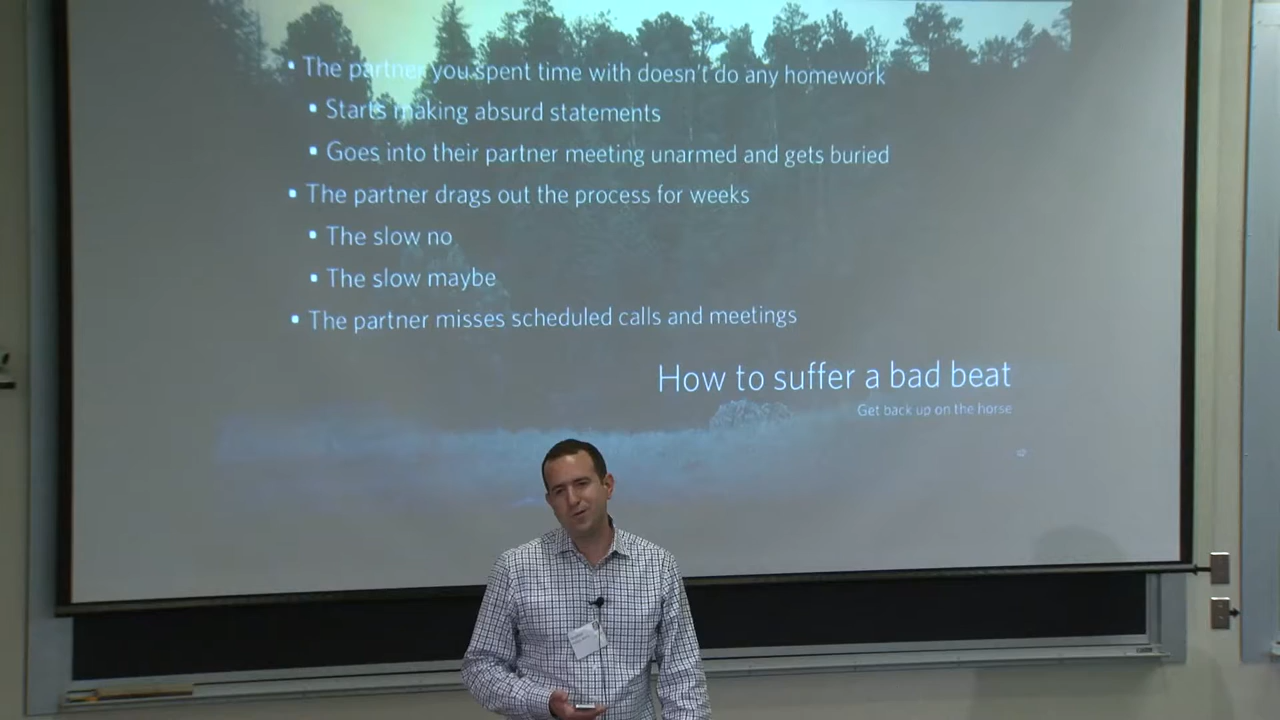 ▪ The partner you spent time with doesn't do any homework
▪ Starts making absurd statements
▪ Goes into their partner meeting unarmed and gets buried
▪ The partner drags out the process for weeks
▪ The slow no
▪ The slow maybe
▪ The partner misses scheduled calls and meetings
How to suffer a bad beat
Get back up on the horse